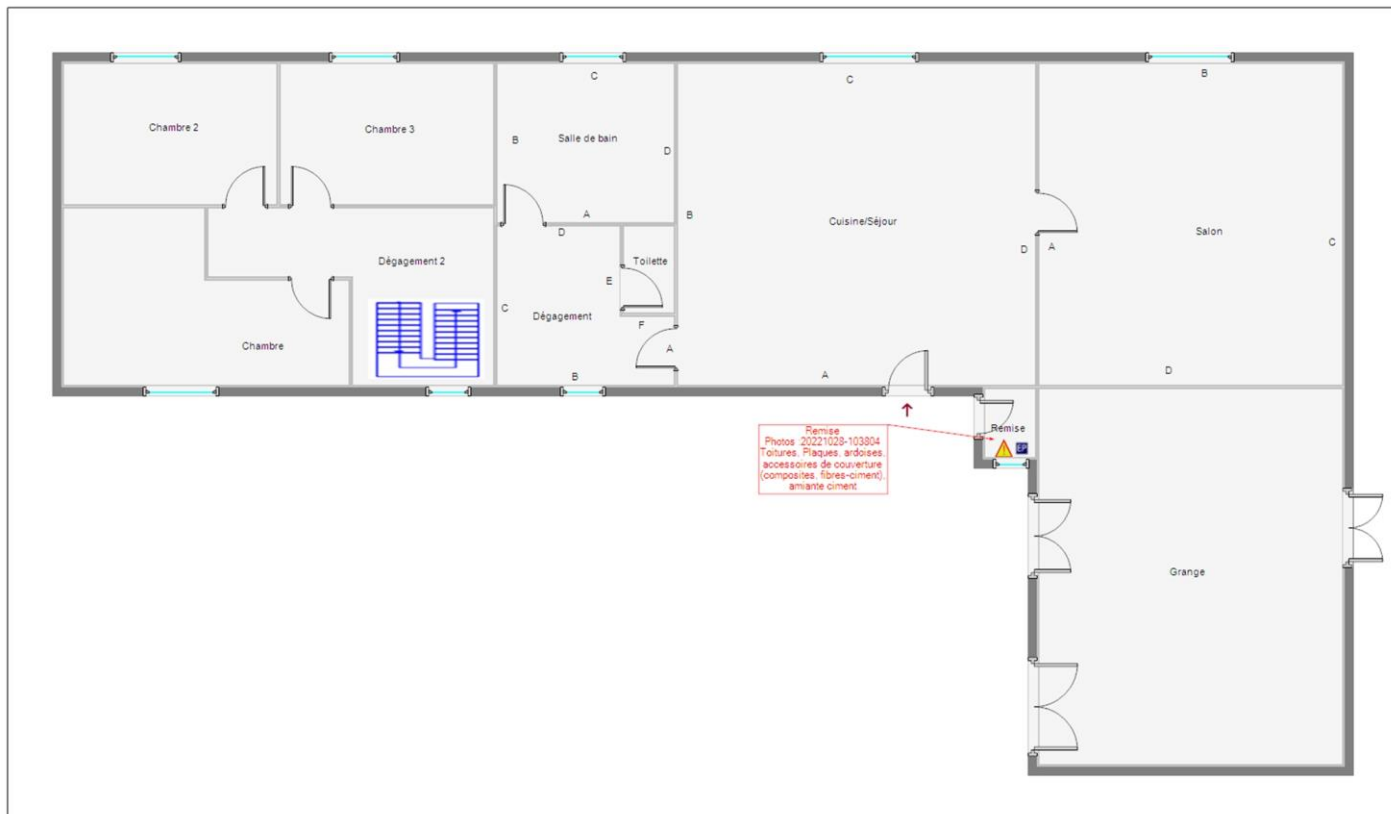 C
C
B
Chambre 2
Chambre 3
B
Salle de bain
D
A
B
Cuisine/Séjour
D
A
Salon
C
D
Dégagement 2
E
Toilette
C
Dégagement
F
A
Chambre
B
A
D
Remise
EP
Remise
Photos :20221028-103804
Toitures, Plaques, ardoises,
accessoires de couverture
(composites, fibres-ciment),
amiante ciment
Grange